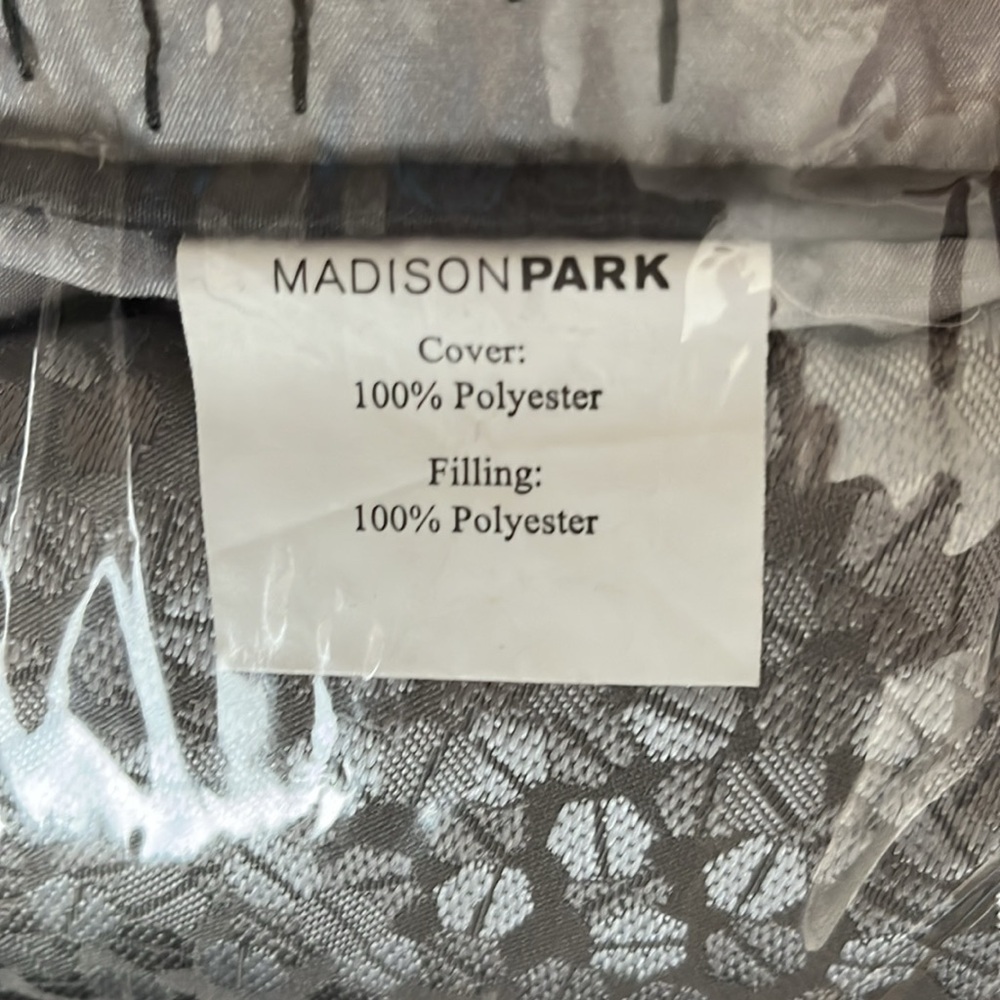 MADISONPARK
Cover:
100% Polyester
Filling:
100% Polyester